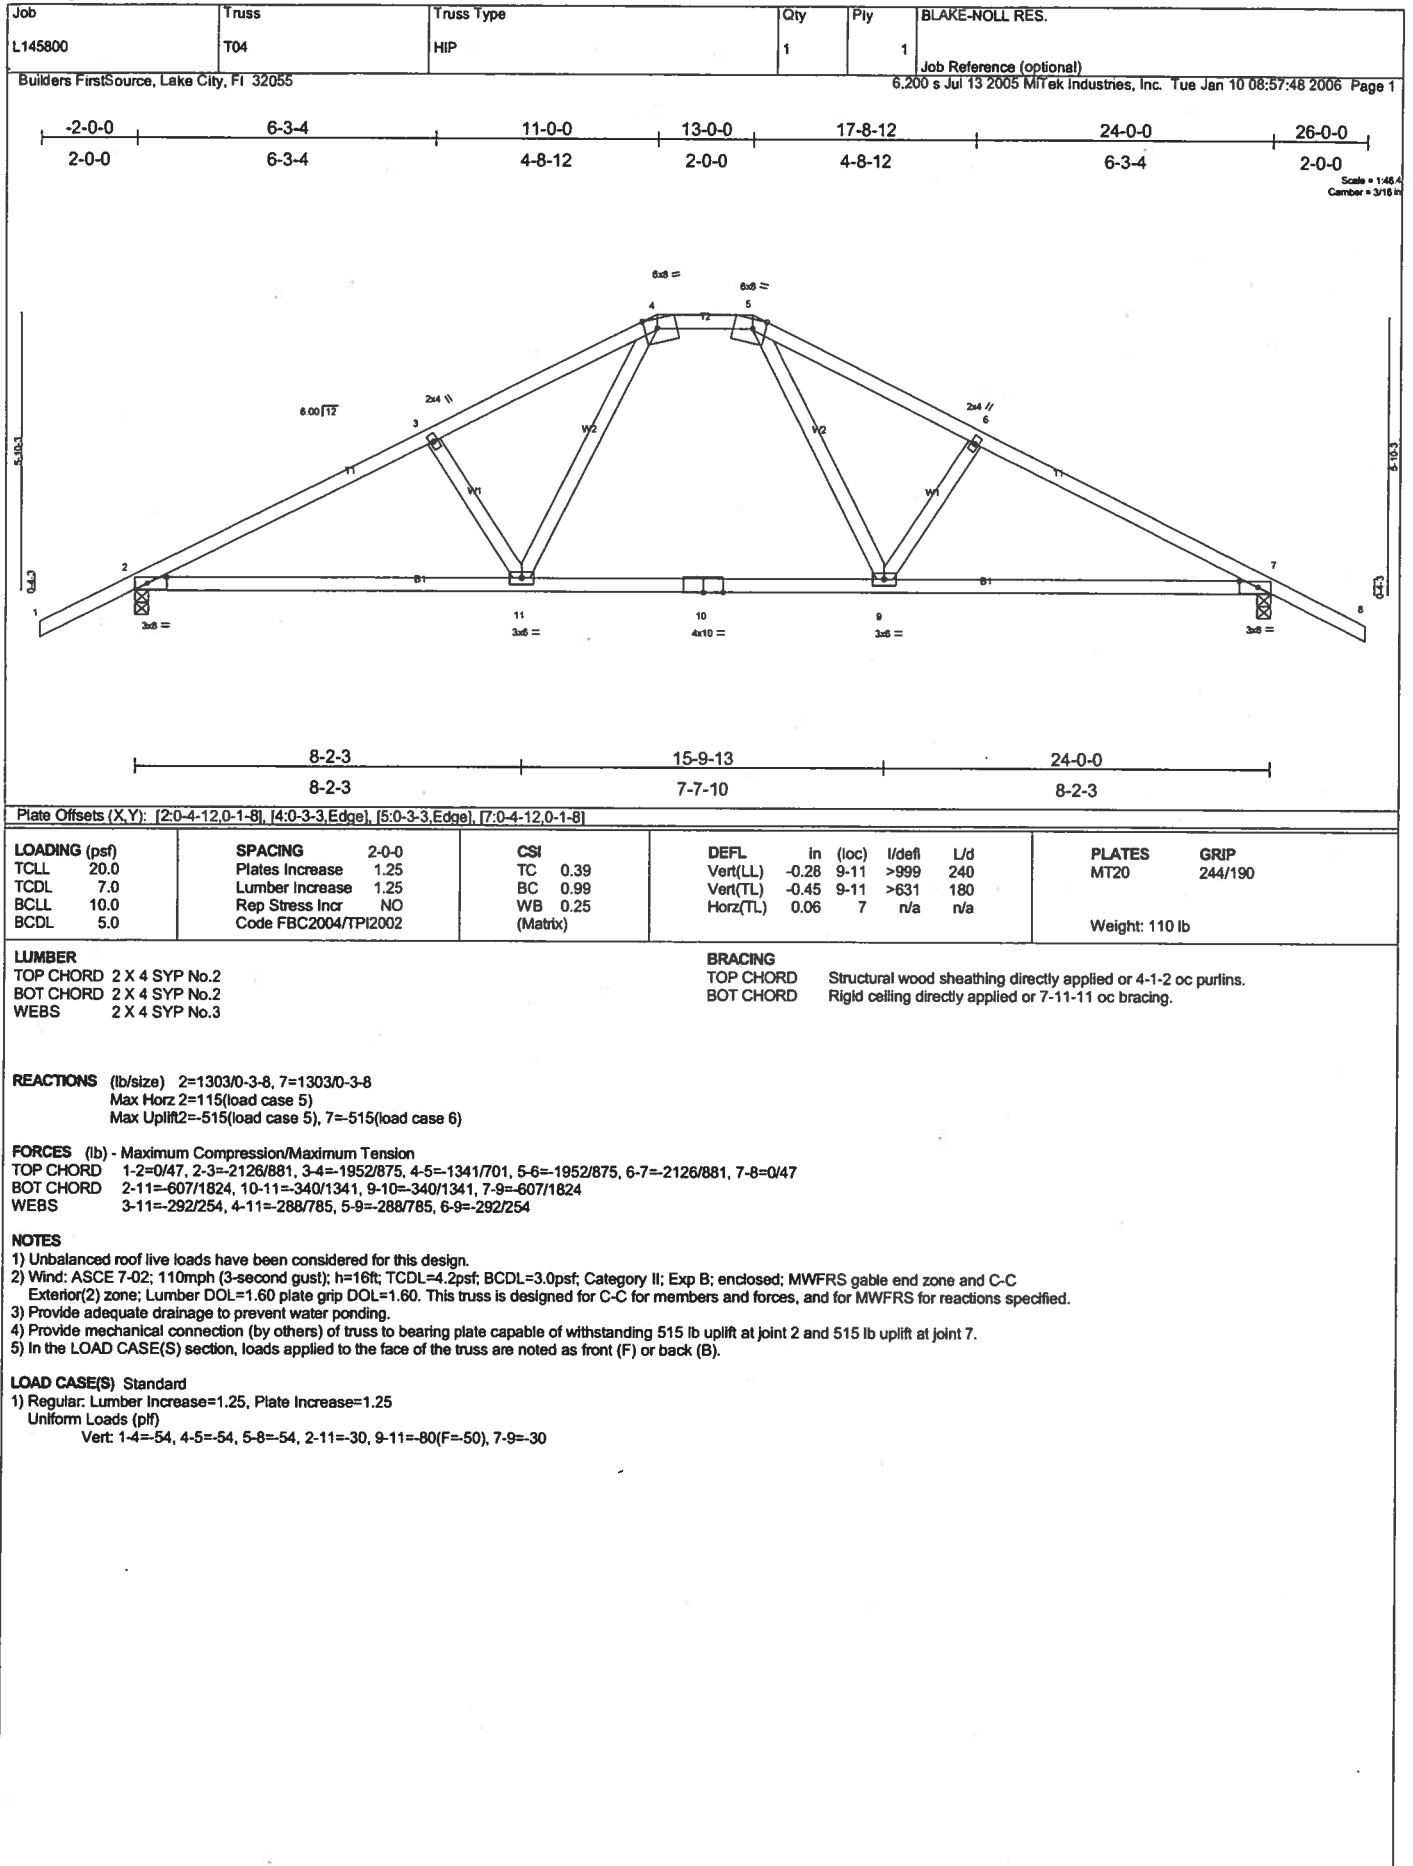 Job Truss Truss Type Qty Ply BLAKE-NOLL RES.
L145800 T04 HIP 1 1
Job Reference (optional)
Builders FirstSource, Lake City, Fl 32055 6.200 s Jul 13 2005 MiTek Industries, Inc. Tue Jan 10 08:57:48 2006 Page 1
-2-0-0 6-3-4 11-0-0 13-0-0 17-8-12 24-0-0 26-0-0
2-0-0 6-3-4 4-8-12 2-0-0 4-8-12 6-3-4 2-0-0
Scale = 1:46.4
Camber = 3/16 in
6x8 =
6x8 =
4 5
T2
6.00 12
2x4 \\
3
2x4 //
6
W2 W2
5-10-3
5-10-3
T1 T1
W1 W1
2 7
0-4-3
0-4-3
B1 B1
1 8
11 10 9
3x8 = 3x6 = 4x10 = 3x6 = 3x8 =
8-2-3 15-9-13 24-0-0
8-2-3 7-7-10 8-2-3
Plate Offsets (X,Y): [2:0-4-12,0-1-8], [4:0-3-3,Edge], [5:0-3-3,Edge], [7:0-4-12,0-1-8]
LOADING (psf) SPACING 2-0-0 CSI DEFL in (loc) l/defl L/d PLATES GRIP
TCLL 20.0 Plates Increase 1.25 TC 0.39 Vert(LL) -0.28 9-11 >999 240 MT20 244/190
TCDL 7.0 Lumber Increase 1.25 BC 0.99 Vert(TL) -0.45 9-11 >631 180
BCLL 10.0 Rep Stress Incr NO WB 0.25 Horz(TL) 0.06 7 n/a n/a
BCDL 5.0 Code FBC2004/TPI2002 (Matrix) Weight: 110 lb
LUMBER
TOP CHORD 2 X 4 SYP No.2
BOT CHORD 2 X 4 SYP No.2
WEBS 2 X 4 SYP No.3
BRACING
TOP CHORD Structural wood sheathing directly applied or 4-1-2 oc purlins.
BOT CHORD Rigid ceiling directly applied or 7-11-11 oc bracing.
REACTIONS (lb/size) 2=1303/0-3-8, 7=1303/0-3-8
Max Horz 2=115(load case 5)
Max Uplift2=-515(load case 5), 7=-515(load case 6)
FORCES (lb) - Maximum Compression/Maximum Tension
TOP CHORD 1-2=0/47, 2-3=-2126/881, 3-4=-1952/875, 4-5=-1341/701, 5-6=-1952/875, 6-7=-2126/881, 7-8=0/47
BOT CHORD 2-11=-607/1824, 10-11=-340/1341, 9-10=-340/1341, 7-9=-607/1824
WEBS 3-11=-292/254, 4-11=-288/785, 5-9=-288/785, 6-9=-292/254
NOTES
1) Unbalanced roof live loads have been considered for this design.
2) Wind: ASCE 7-02; 110mph (3-second gust); h=16ft; TCDL=4.2psf; BCDL=3.0psf; Category II; Exp B; enclosed; MWFRS gable end zone and C-C
Exterior(2) zone; Lumber DOL=1.60 plate grip DOL=1.60. This truss is designed for C-C for members and forces, and for MWFRS for reactions specified.
3) Provide adequate drainage to prevent water ponding.
4) Provide mechanical connection (by others) of truss to bearing plate capable of withstanding 515 lb uplift at joint 2 and 515 lb uplift at joint 7.
5) In the LOAD CASE(S) section, loads applied to the face of the truss are noted as front (F) or back (B).
LOAD CASE(S) Standard
1) Regular: Lumber Increase=1.25, Plate Increase=1.25
Uniform Loads (plf)
Vert: 1-4=-54, 4-5=-54, 5-8=-54, 2-11=-30, 9-11=-80(F=-50), 7-9=-30